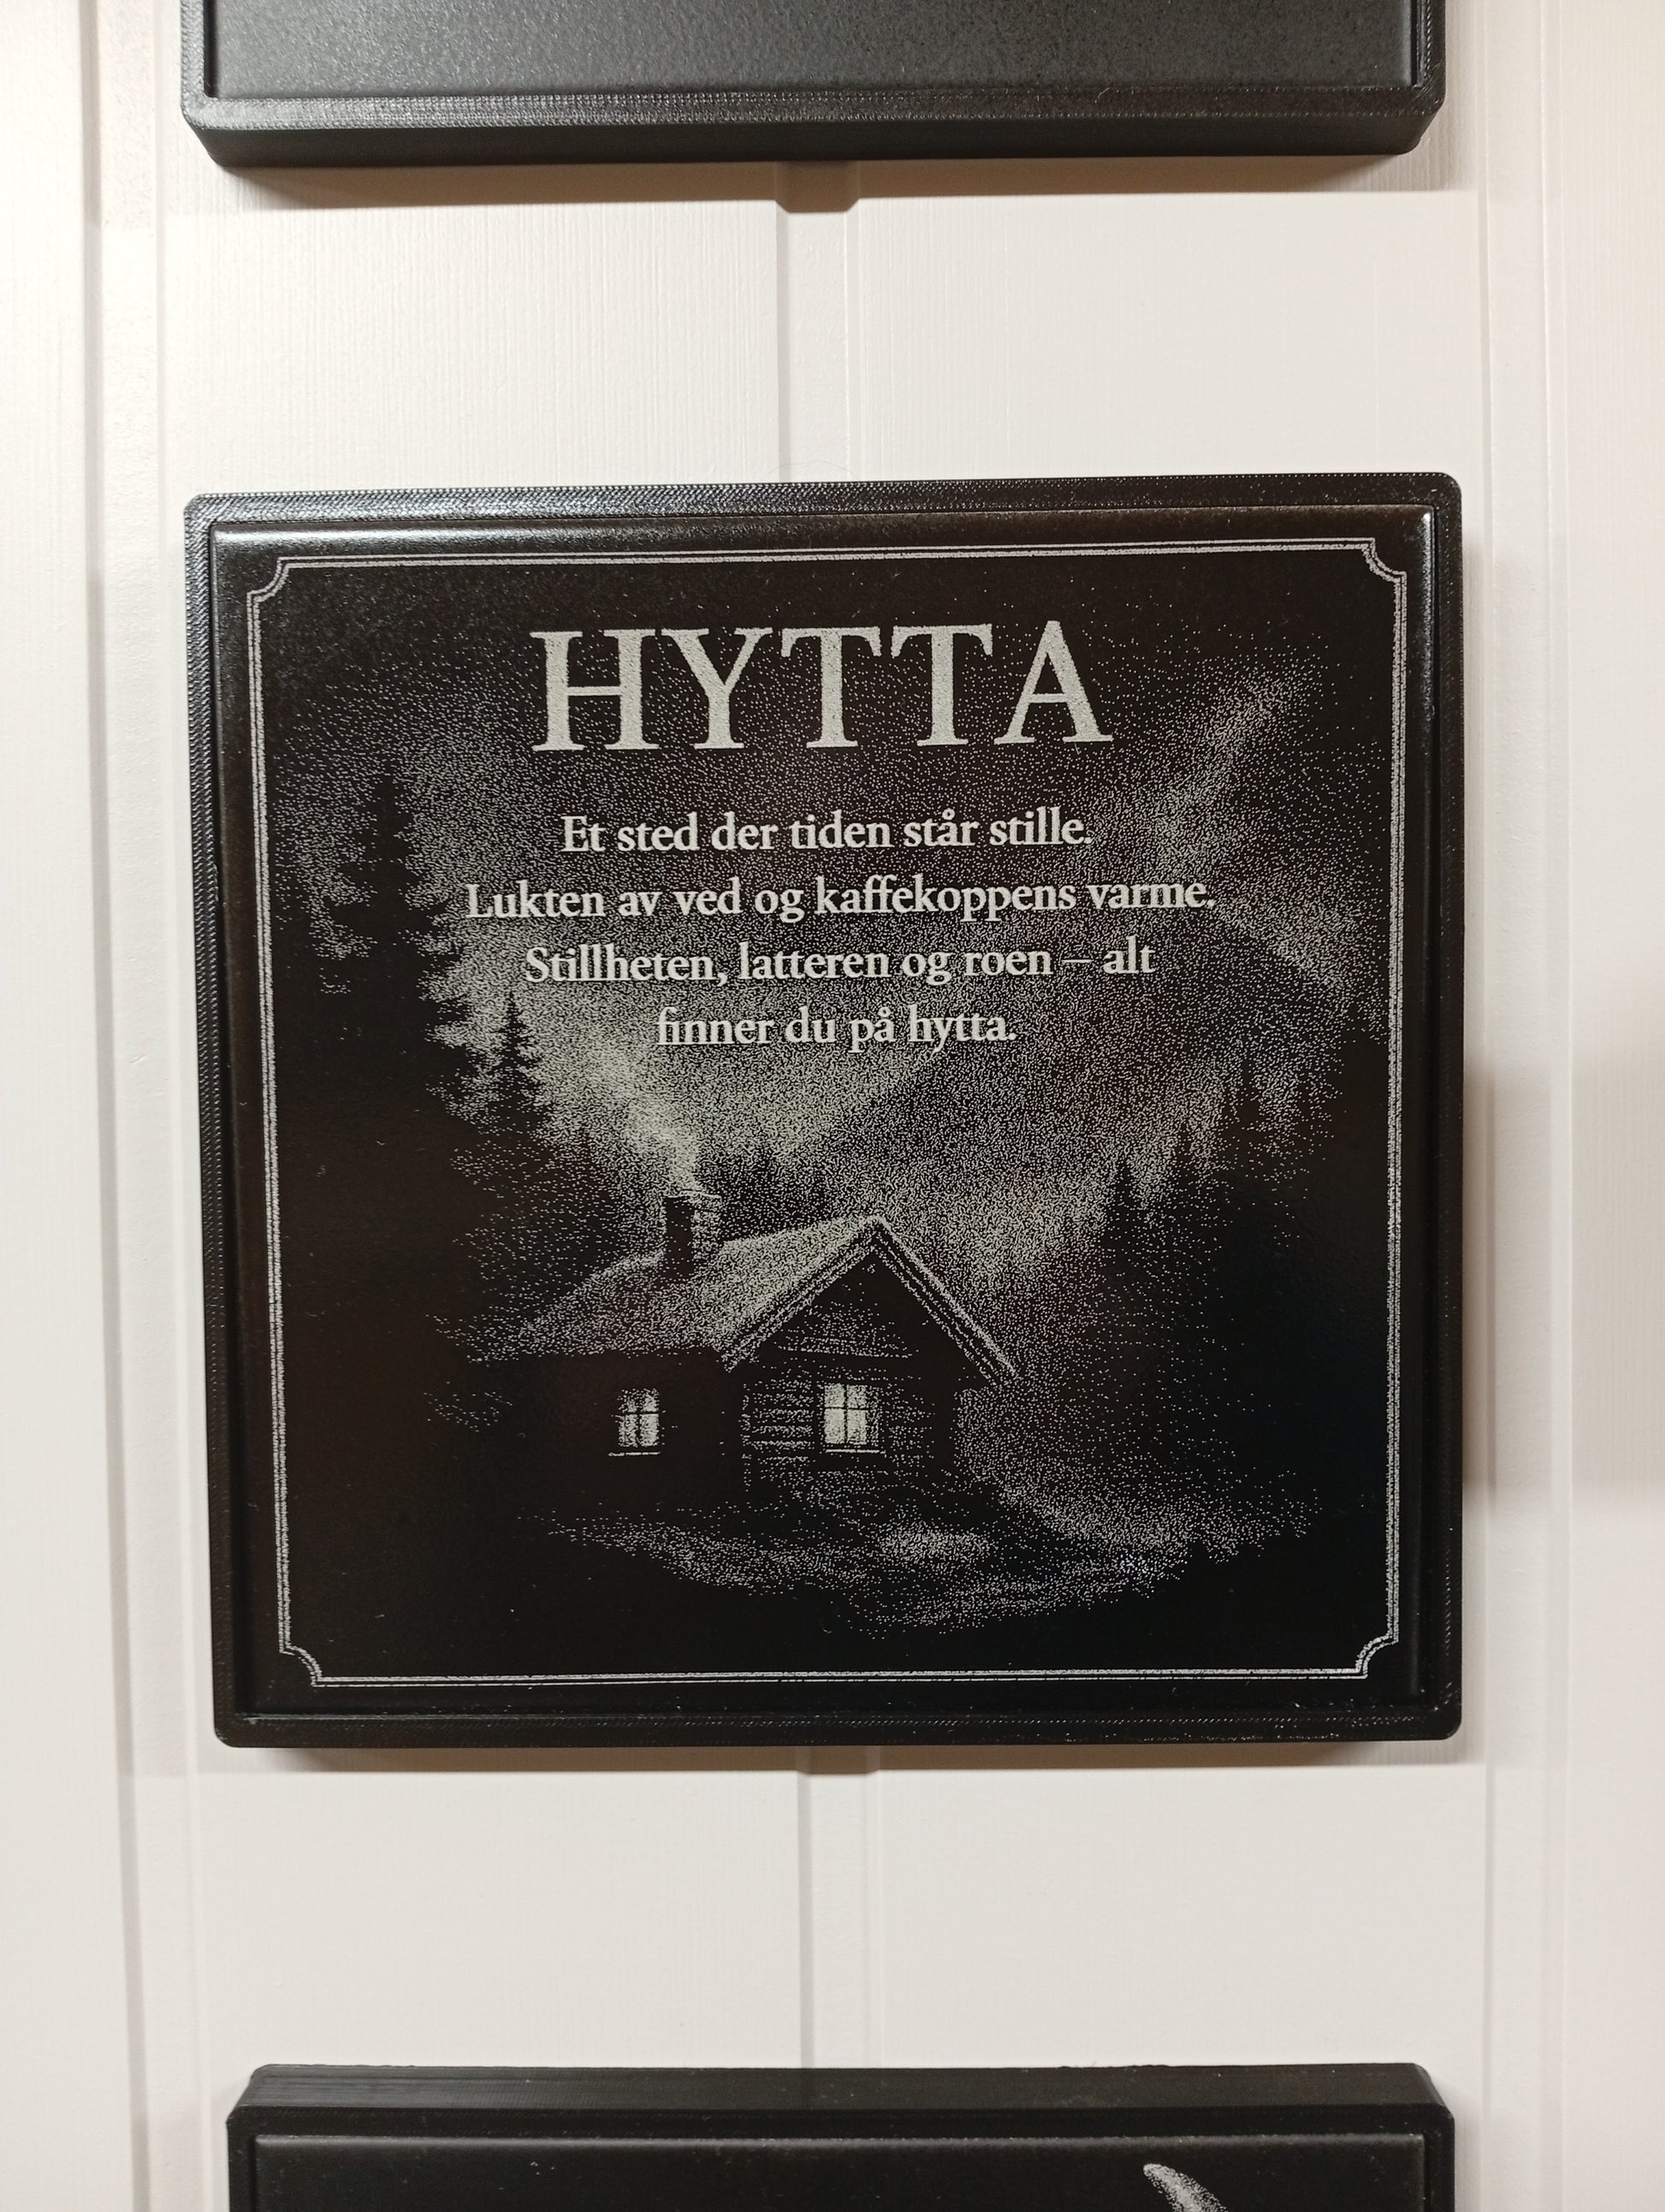 HYTTA
Et sted der tiden står stille.
Lukten av ved og kaffekoppens varme.
Stillheten, latteren og roen – alt
finner du på hytta.